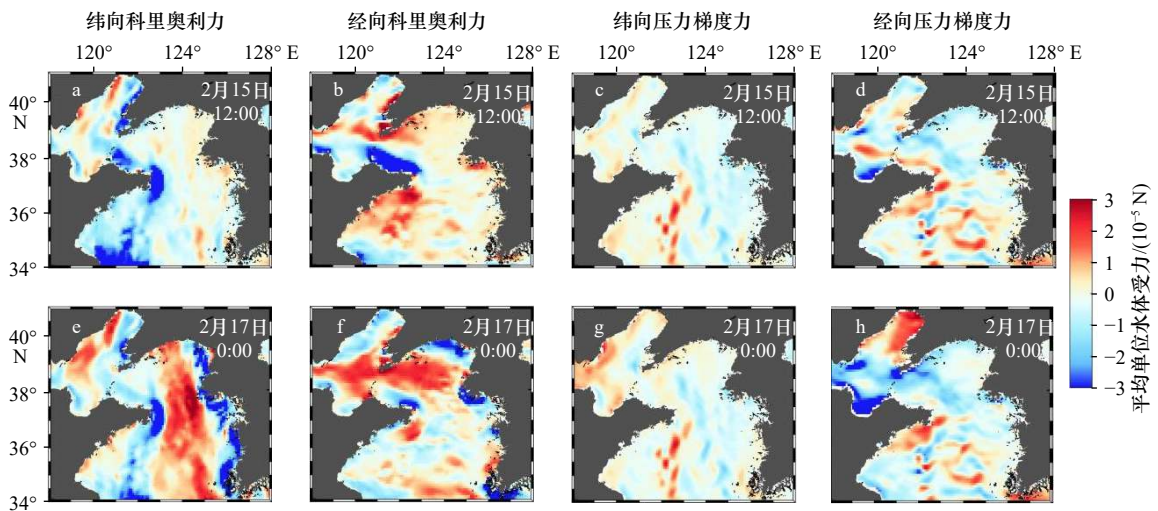 纬向科里奥利力
经向科里奥利力
纬向压力梯度力
经向压力梯度力
120° 124° 128° E
120° 124° 128°
120° 124° 128°
120° 124° 128° E
40°
N
38°
36°
34°
a
2月15日
12:00
b
2月15日
12:00
c
2月15日
12:00
d
2月15日
12:00
40°
N
38°
36°
34°
e
2月17日
0:00
f
2月17日
0:00
g
2月17日
0:00
h
2月17日
0:00
3
2
1
0
−1
−2
−3
平均单位水体受力/(10⁻⁵ N)